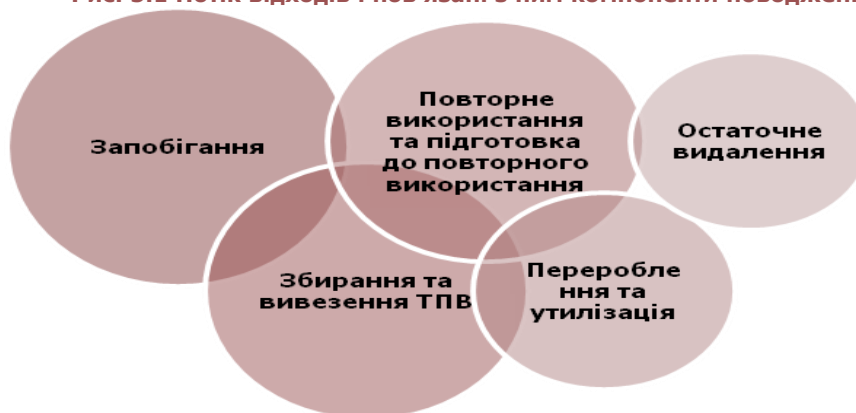 Запобігання
Повторне
використання
та підготовка
до повторного
використання
Остаточне
видалення
Збирання та
вивезення ТПВ
Переробле
ння та
утилізація